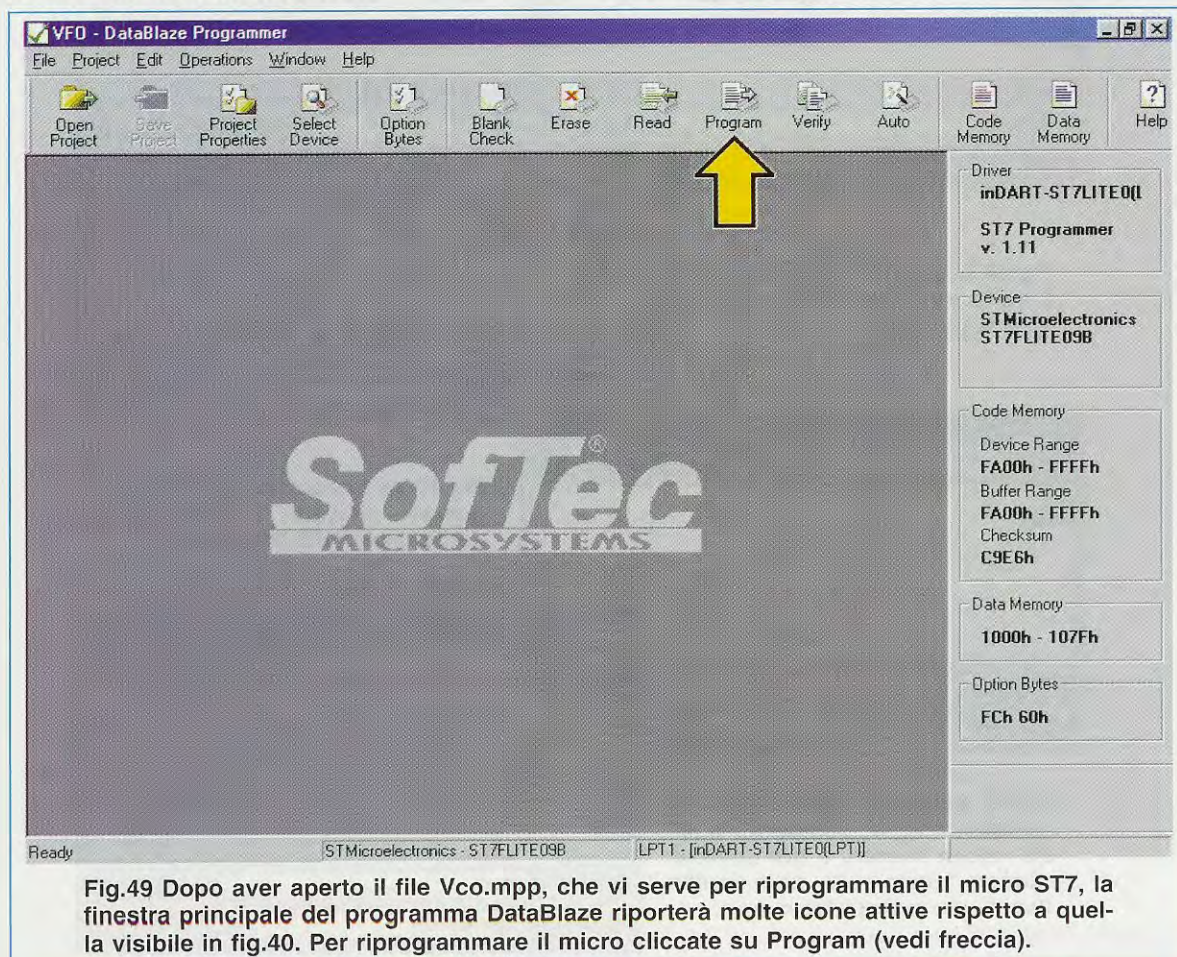 VFO - DataBlaze Programmer
File Project Edit Operations Window Help
Open Project
Save Project
Project Properties
Select Device
Option Bytes
Blank Check
Erase
Read
Program
Verify
Auto
Code Memory
Data Memory
Help
Driver
inDART-ST7LITE0(L
ST7 Programmer
v. 1.11
Device
STMicroelectronics
ST7FLITE09B
Code Memory
Device Range
FA00h - FFFFh
Buffer Range
FA00h - FFFFh
Checksum
C9E6h
Data Memory
1000h - 107Fh
Option Bytes
FCh 60h
SofTec®
MICROSYSTEMS
Ready
STMicroelectronics - ST7FLITE09B
LPT1 - [inDART-ST7LITE0(LPT)]
Fig.49 Dopo aver aperto il file Vco.mpp, che vi serve per riprogrammare il micro ST7, la
finestra principale del programma DataBlaze riporterà molte icone attive rispetto a quel-
la visibile in fig.40. Per riprogrammare il micro cliccate su Program (vedi freccia).